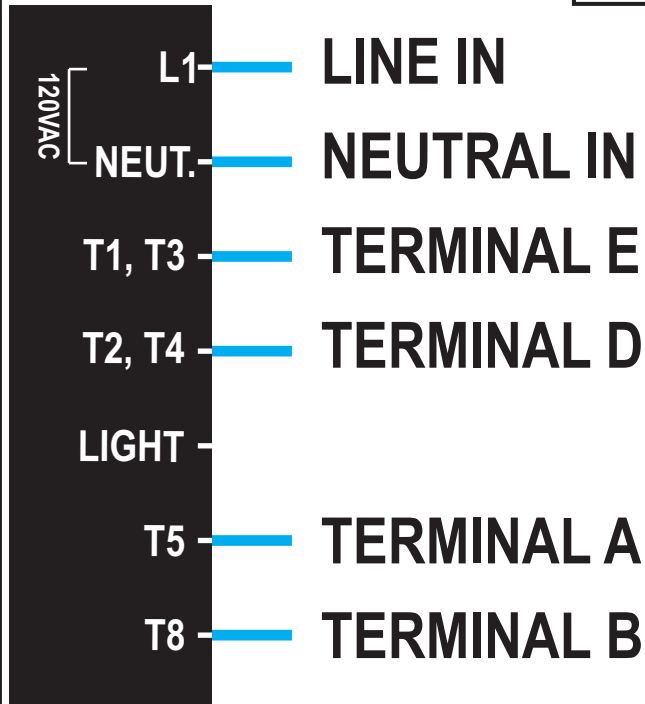 L1 LINE IN
120VAC
NEUT. NEUTRAL IN
T1, T3 TERMINAL E
T2, T4 TERMINAL D
LIGHT
T5 TERMINAL A
T8 TERMINAL B